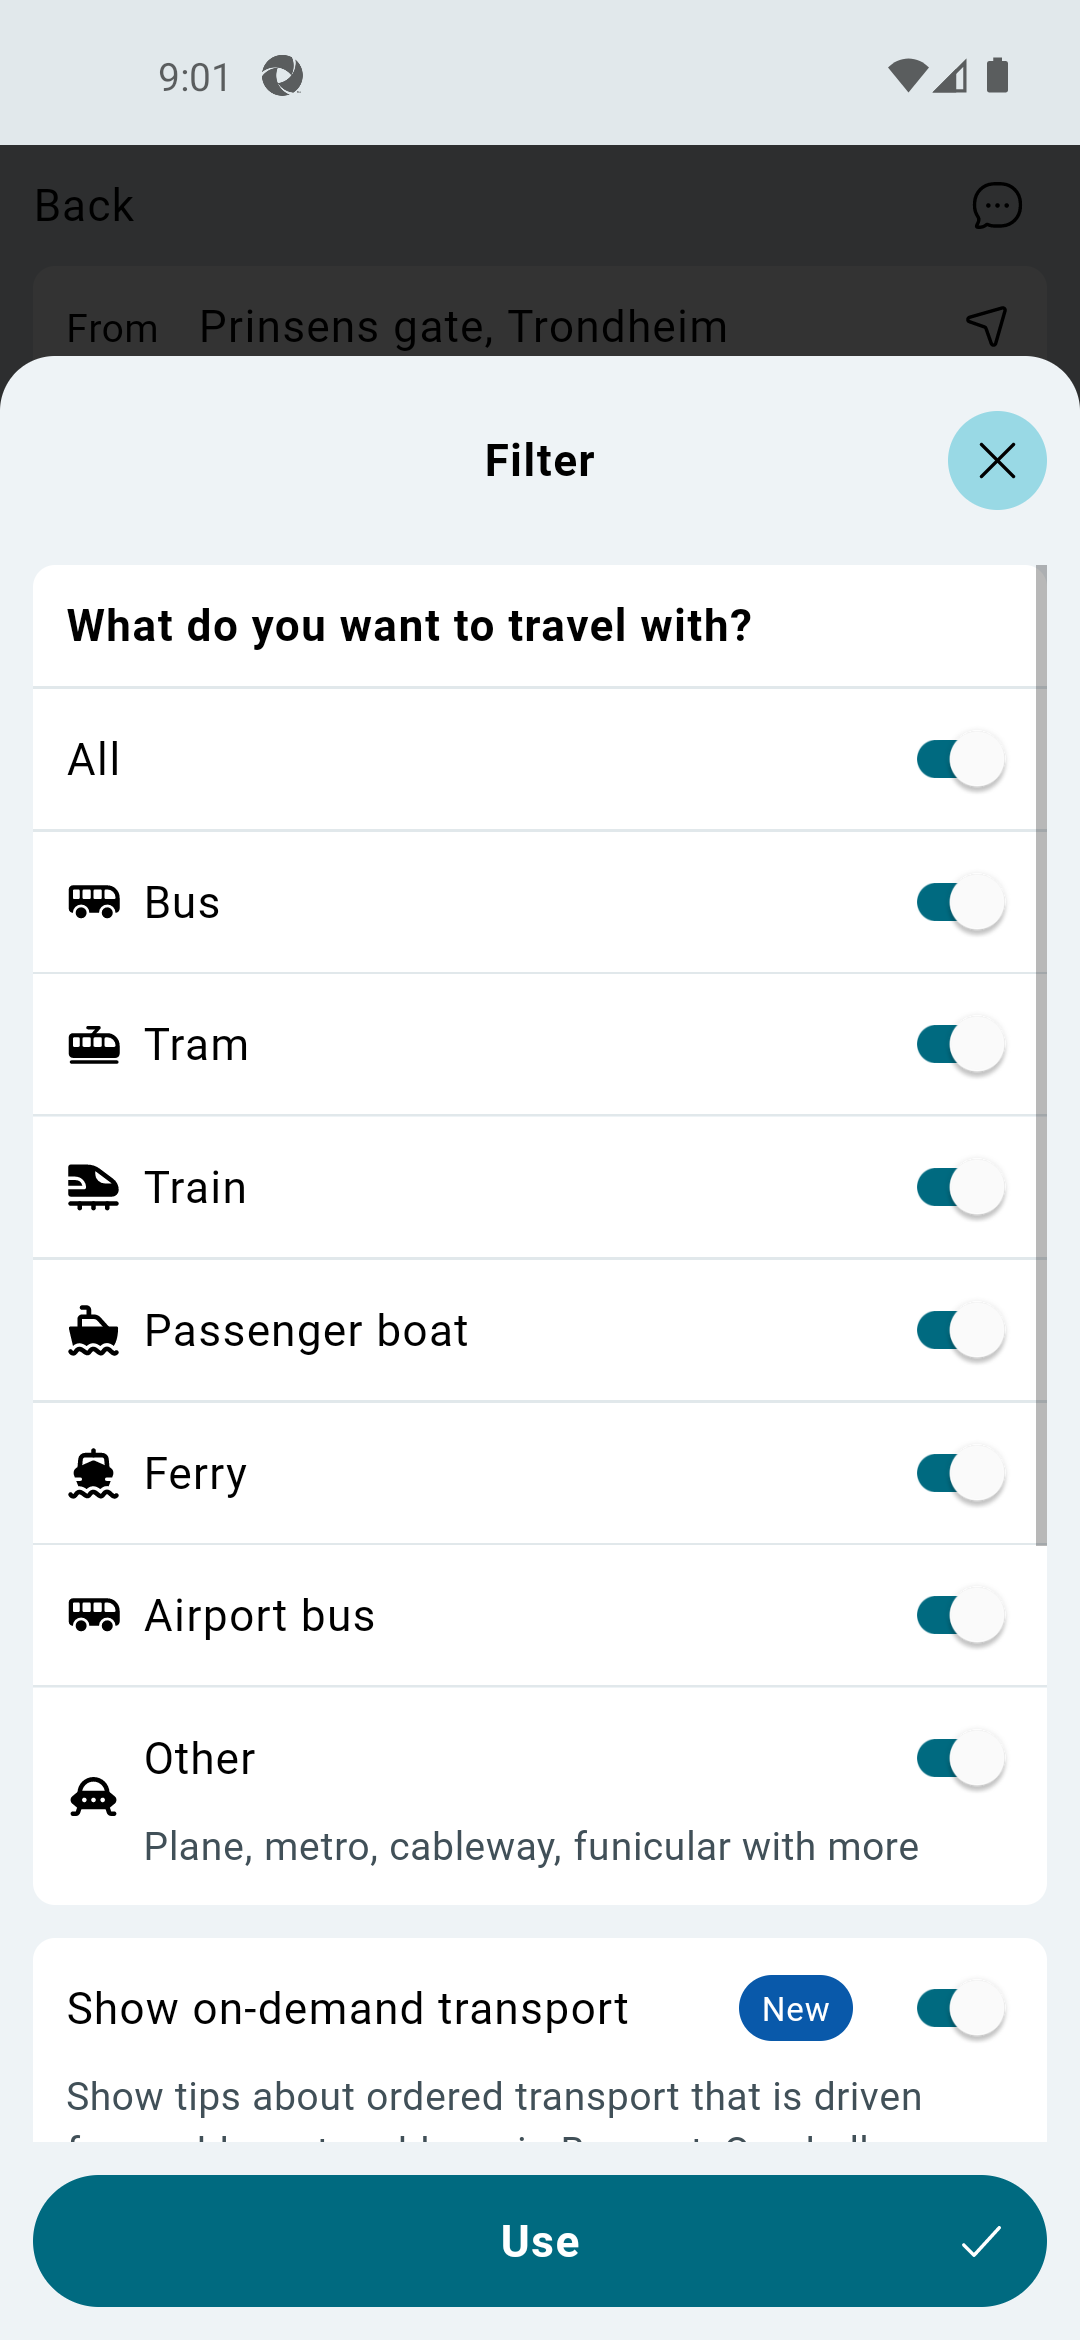 9:01
Back
From Prinsens gate, Trondheim
Filter
What do you want to travel with?
All
Bus
Tram
Train
Passenger boat
Ferry
Airport bus
Other
Plane, metro, cableway, funicular with more
Show on-demand transport New
Show tips about ordered transport that is driven
Use